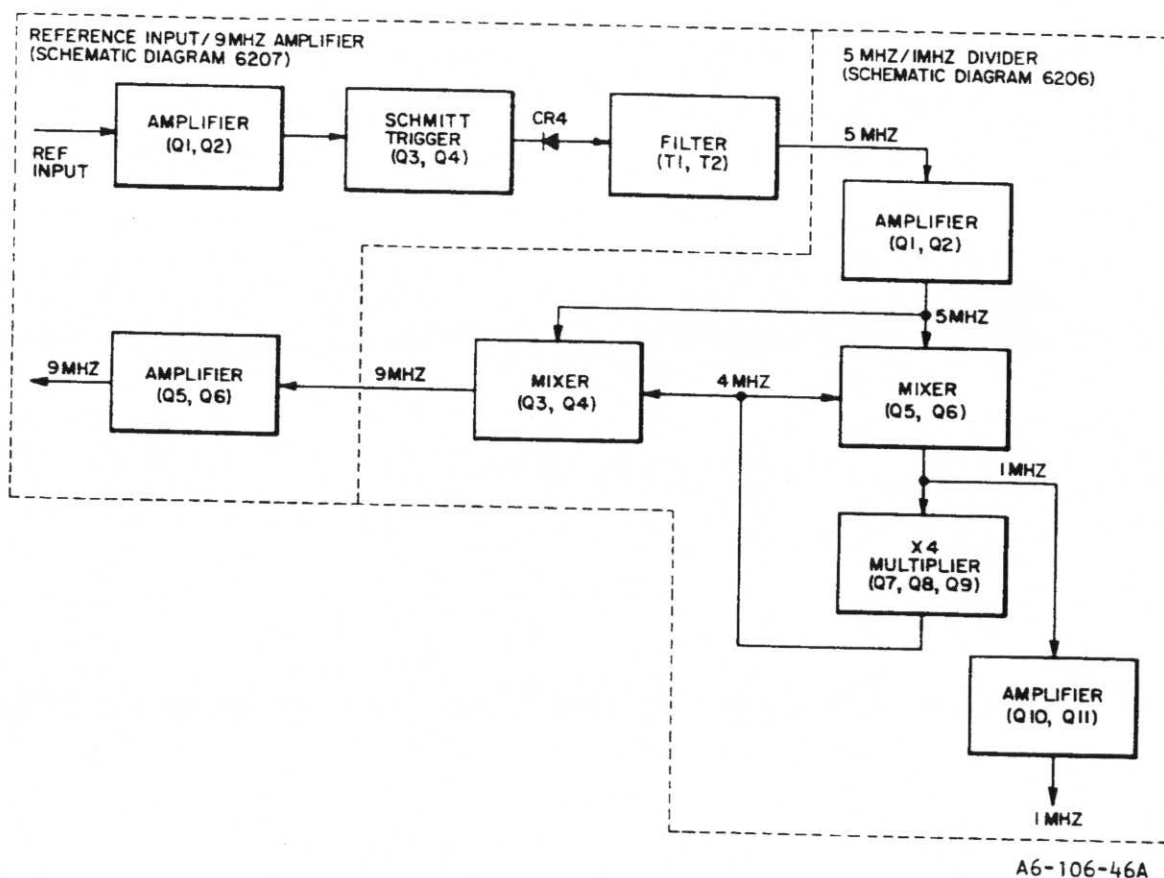 REFERENCE INPUT/9MHZ AMPLIFIER
(SCHEMATIC DIAGRAM 6207)
5 MHZ/1MHZ DIVIDER
(SCHEMATIC DIAGRAM 6206)
REF
INPUT
AMPLIFIER
(Q1, Q2)
SCHMITT
TRIGGER
(Q3, Q4)
CR4
FILTER
(T1, T2)
5 MHZ
AMPLIFIER
(Q1, Q2)
5MHZ
9MHZ
AMPLIFIER
(Q5, Q6)
9MHZ
MIXER
(Q3, Q4)
4MHZ
MIXER
(Q5, Q6)
1MHZ
X4
MULTIPLIER
(Q7, Q8, Q9)
AMPLIFIER
(Q10, Q11)
1MHZ
A6-106-46A